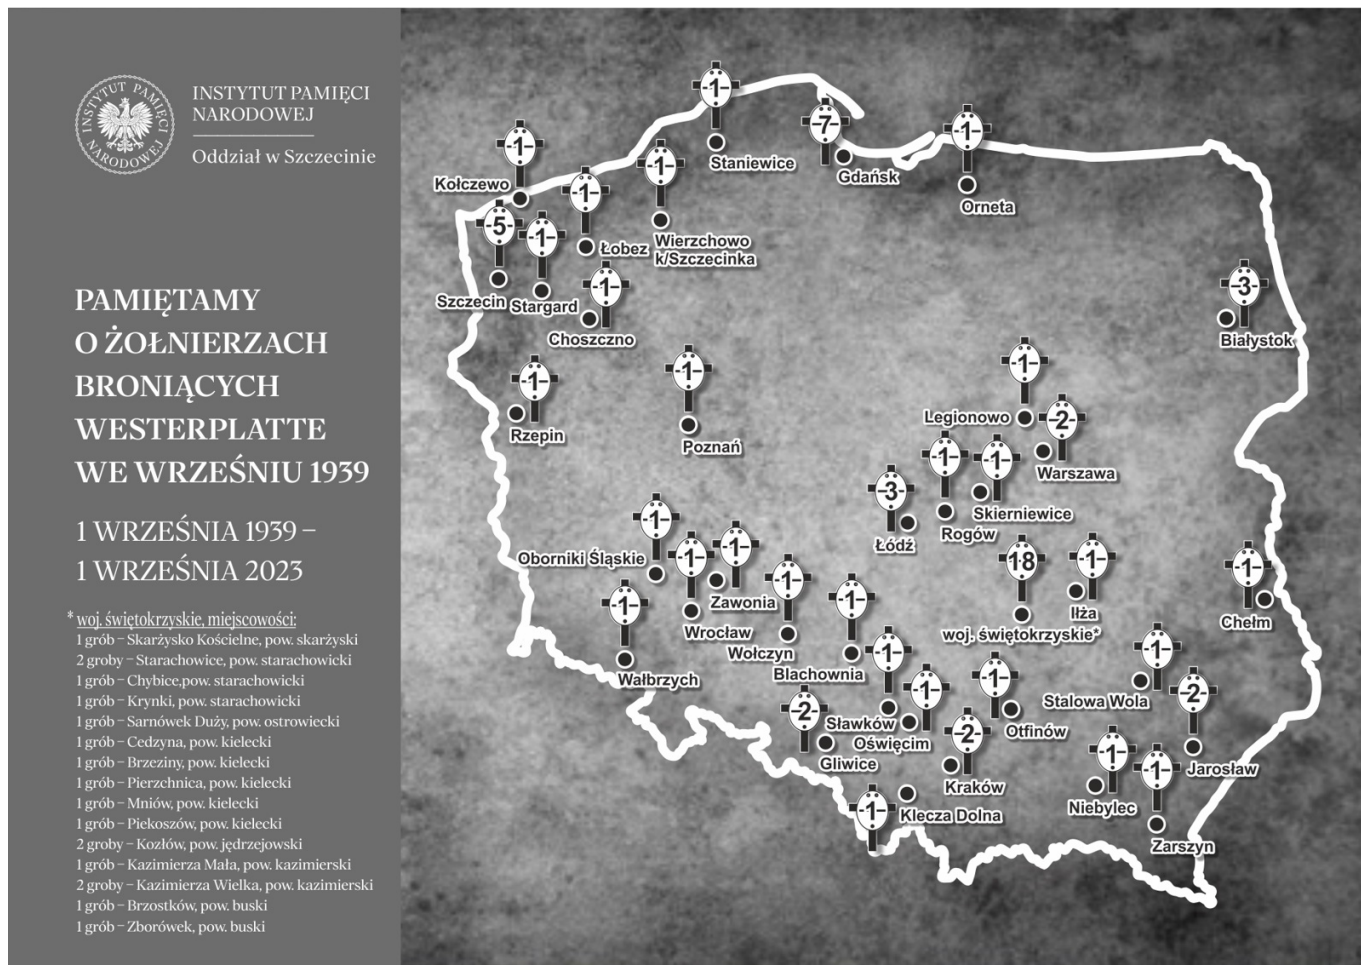 INSTYTUT PAMIĘCI NARODOWEJ
INSTYTUT PAMIĘCI
NARODOWEJ
Oddział w Szczecinie
PAMIĘTAMY
O ŻOŁNIERZACH
BRONIĄCYCH
WESTERPLATTE
WE WRZEŚNIU 1939
1 WRZEŚNIA 1939 –
1 WRZEŚNIA 2023
* woj. świętokrzyskie, miejscowości:
1 grób – Skarżysko Kościelne, pow. skarżyski
2 groby – Starachowice, pow. starachowicki
1 grób – Chybice,pow. starachowicki
1 grób – Krynki, pow. starachowicki
1 grób – Sarnówek Duży, pow. ostrowiecki
1 grób – Cedzyna, pow. kielecki
1 grób – Brzeziny, pow. kielecki
1 grób – Pierzchnica, pow. kielecki
1 grób – Mniów, pow. kielecki
1 grób – Piekoszów, pow. kielecki
2 groby – Kozłów, pow. jędrzejowski
1 grób – Kazimierza Mała, pow. kazimierski
2 groby – Kazimierza Wielka, pow. kazimierski
1 grób – Brzostków, pow. buski
1 grób – Zborówek, pow. buski
1
Staniewice
7
Gdańsk
1
Orneta
1
Kołczewo
1
Wierzchowo
k/Szczecinka
1
Łobez
5
Szczecin
1
Stargard
1
Choszczno
3
Białystok
1
Rzepin
1
Poznań
1
Legionowo
2
Warszawa
1
Rogów
1
Skierniewice
3
Łódź
1
Oborniki Śląskie
1
Wrocław
1
Zawonia
1
Wołczyn
1
Blachownia
18
woj. świętokrzyskie*
1
Iłża
1
Chełm
1
Wałbrzych
1
Sławków
1
Oświęcim
1
Otfinów
1
Stalowa Wola
2
Jarosław
2
Gliwice
2
Kraków
1
Niebylec
1
Zarszyn
1
Klecza Dolna